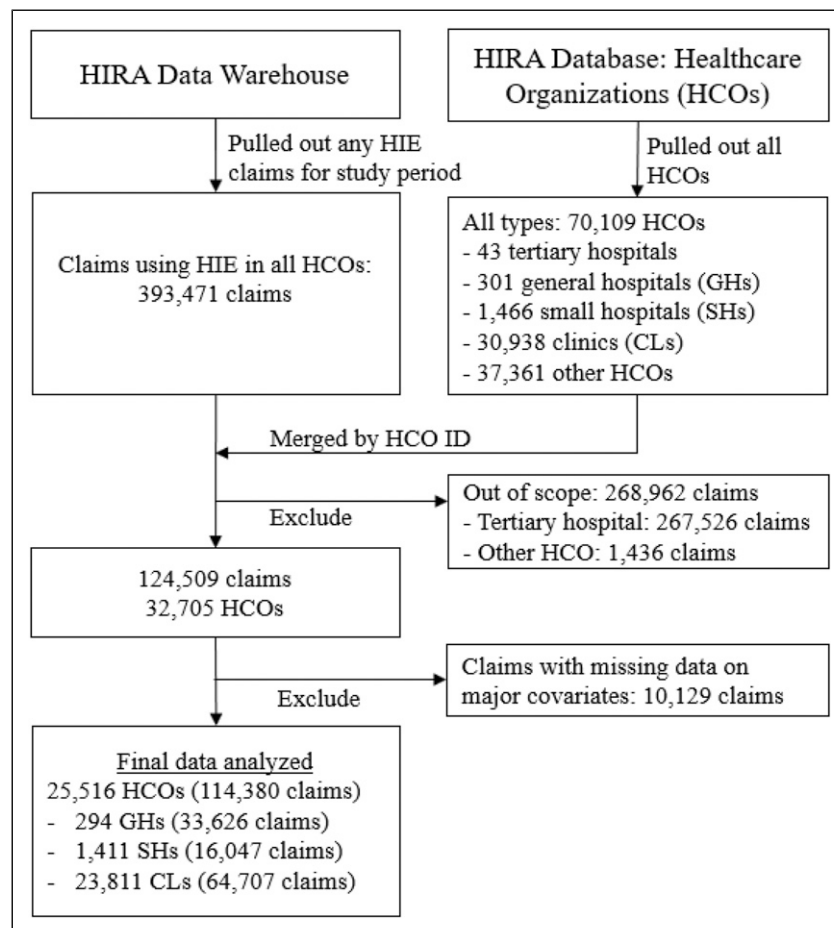 HIRA Data Warehouse
HIRA Database: Healthcare
Organizations (HCOs)
Pulled out any HIE
claims for study period
Pulled out all
HCOs
Claims using HIE in all HCOs:
393,471 claims
All types: 70,109 HCOs
- 43 tertiary hospitals
- 301 general hospitals (GHs)
- 1,466 small hospitals (SHs)
- 30,938 clinics (CLs)
- 37,361 other HCOs
Merged by HCO ID
Exclude
Out of scope: 268,962 claims
- Tertiary hospital: 267,526 claims
- Other HCO: 1,436 claims
124,509 claims
32,705 HCOs
Exclude
Claims with missing data on
major covariates: 10,129 claims
Final data analyzed
25,516 HCOs (114,380 claims)
- 294 GHs (33,626 claims)
- 1,411 SHs (16,047 claims)
- 23,811 CLs (64,707 claims)